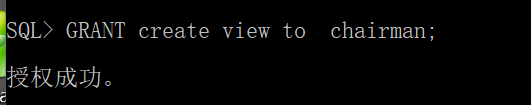 SQL> GRANT create view to  chairman;
授权成功。